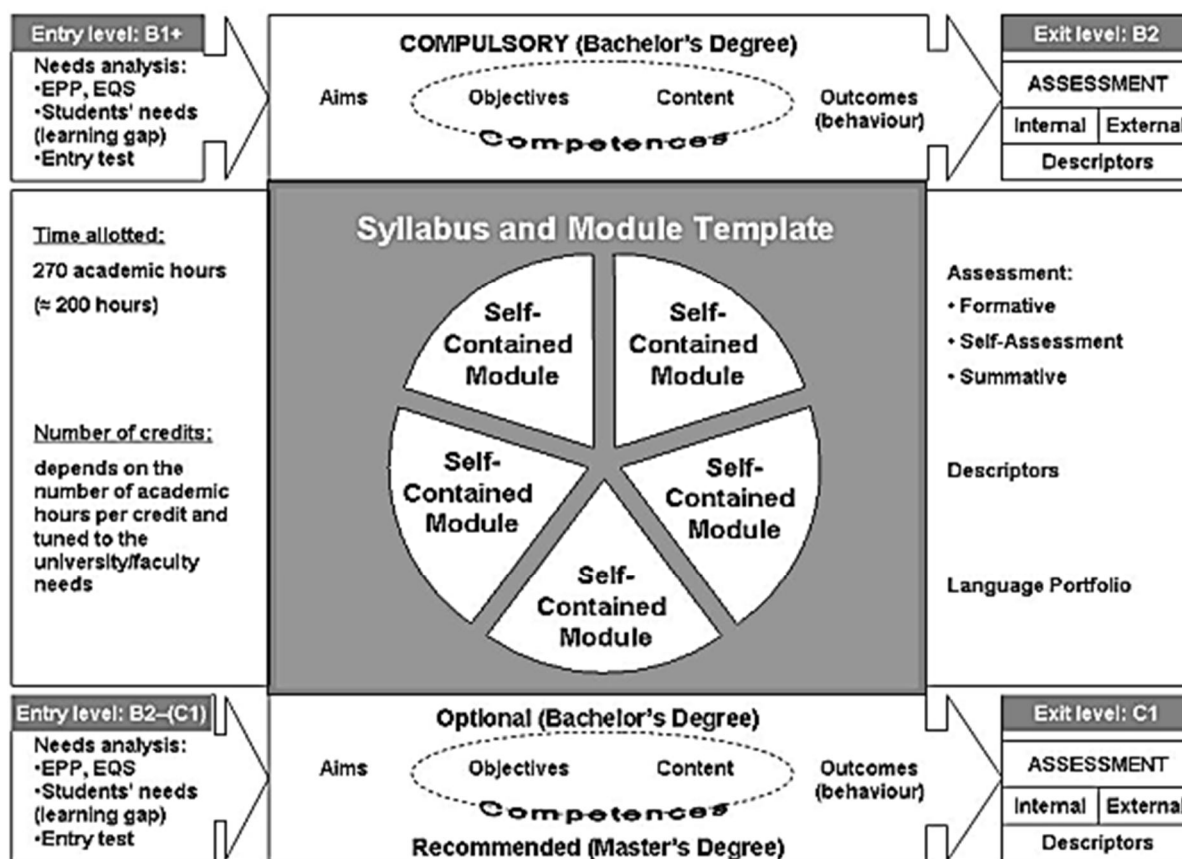 Entry level: B1+
Needs analysis:
•EPP, EQS
•Students' needs
(learning gap)
•Entry test
COMPULSORY (Bachelor's Degree)
Aims
Objectives
Content
Outcomes
(behaviour)
Competences
Exit level: B2
ASSESSMENT
Internal
External
Descriptors
Time allotted:
270 academic hours
(≈ 200 hours)
Number of credits:
depends on the
number of academic
hours per credit and
tuned to the
university/faculty
needs
Syllabus and Module Template
Self-
Contained
Module
Self-
Contained
Module
Self-
Contained
Module
Self-
Contained
Module
Self-
Contained
Module
Assessment:
• Formative
• Self-Assessment
• Summative
Descriptors
Language Portfolio
Entry level: B2–(C1)
Needs analysis:
•EPP, EQS
•Students' needs
(learning gap)
•Entry test
Optional (Bachelor's Degree)
Aims
Objectives
Content
Outcomes
(behaviour)
Competences
Recommended (Master's Degree)
Exit level: C1
ASSESSMENT
Internal
External
Descriptors